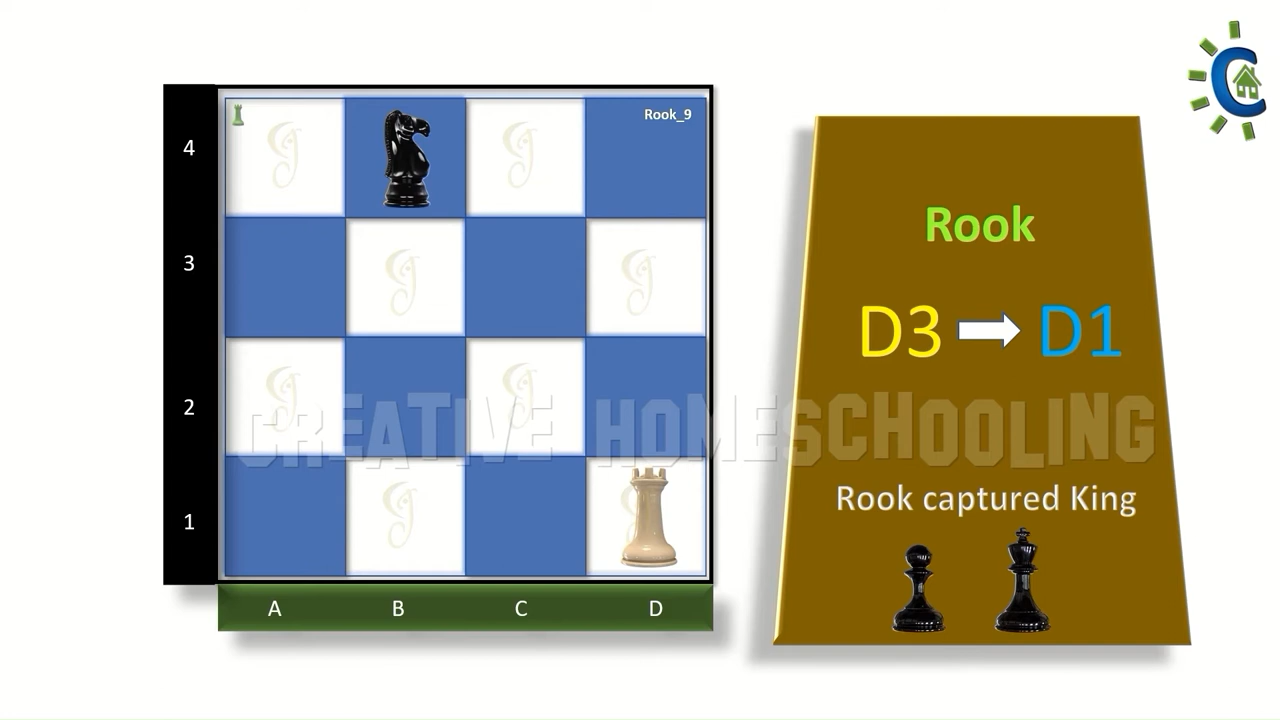 Rook_9
4
3
2
1
A B C D
Rook
D3 D1
CREATIVE HOMESCHOOLING
Rook captured King
C